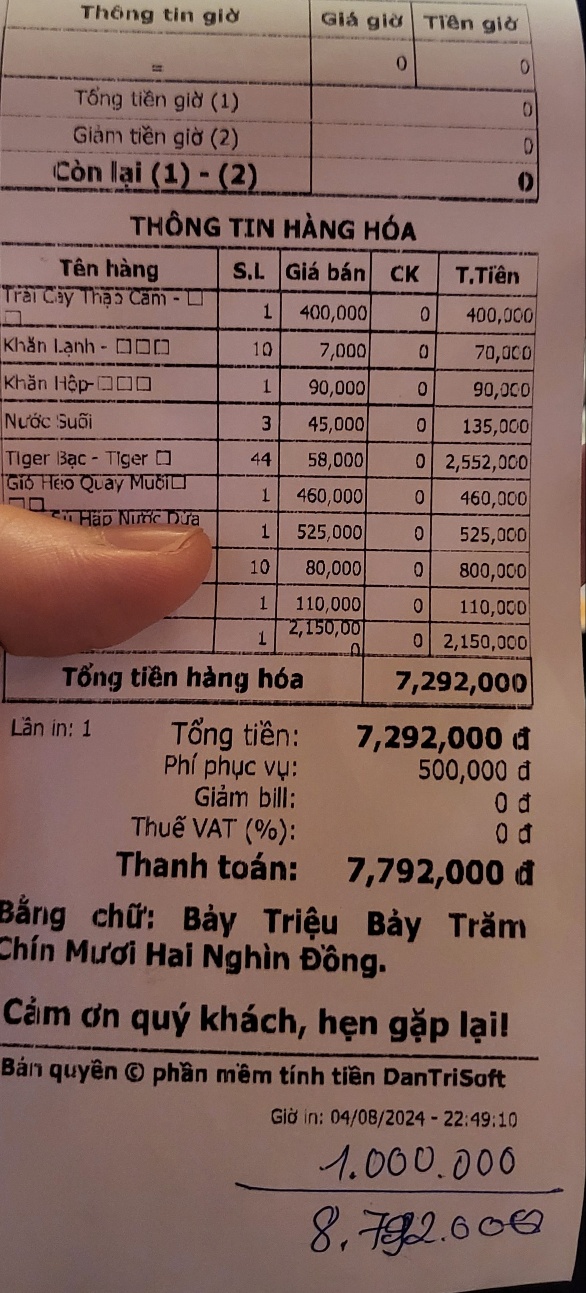 Thông tin giờ Giá giờ Tiền giờ
= 0 0
Tổng tiền giờ (1) 0
Giảm tiền giờ (2) 0
Còn lại (1) - (2) 0
THÔNG TIN HÀNG HÓA
Tên hàng S.L Giá bán CK T.Tiền
Trái Cây Thập Cẩm - □ □ 1 400,000 0 400,000
Khăn Lạnh - □□□ 10 7,000 0 70,000
Khăn Hộp-□□□ 1 90,000 0 90,000
Nước Suối 3 45,000 0 135,000
Tiger Bạc - Tiger □ 44 58,000 0 2,552,000
Giò Heo Quay Muối□ □□ 1 460,000 0 460,000
Sú Hấp Nước Dừa 1 525,000 0 525,000
10 80,000 0 800,000
1 110,000 0 110,000
1 2,150,000 0 2,150,000
Tổng tiền hàng hóa 7,292,000
Lần in: 1 Tổng tiền: 7,292,000 đ
Phí phục vụ: 500,000 đ
Giảm bill: 0 đ
Thuế VAT (%): 0 đ
Thanh toán: 7,792,000 đ
Bằng chữ: Bảy Triệu Bảy Trăm
Chín Mươi Hai Nghìn Đồng.
Cảm ơn quý khách, hẹn gặp lại!
Bản quyền © phần mềm tính tiền DanTriSoft
Giờ in: 04/08/2024 - 22:49:10
1.000.000
8.792.000